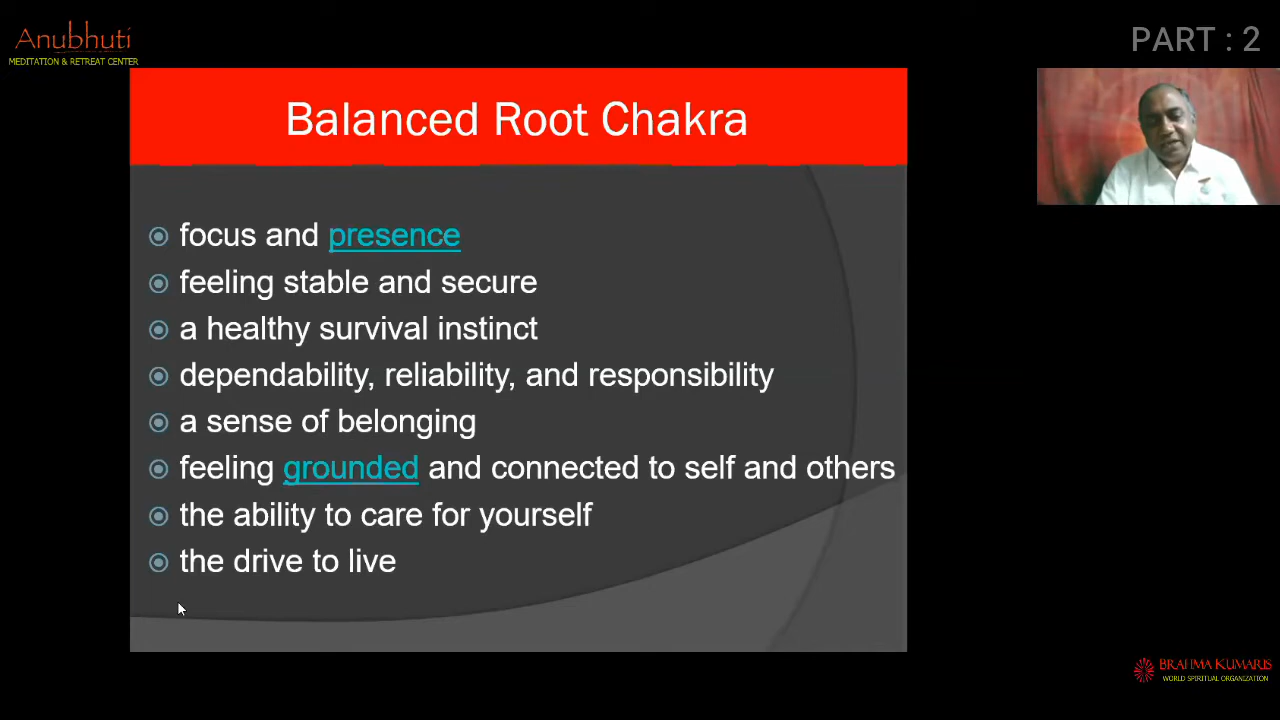 Anubhuti
MEDITATION & RETREAT CENTER
PART : 2
Balanced Root Chakra
focus and presence
feeling stable and secure
a healthy survival instinct
dependability, reliability, and responsibility
a sense of belonging
feeling grounded and connected to self and others
the ability to care for yourself
the drive to live
BRAHMA KUMARIS
WORLD SPIRITUAL ORGANIZATION